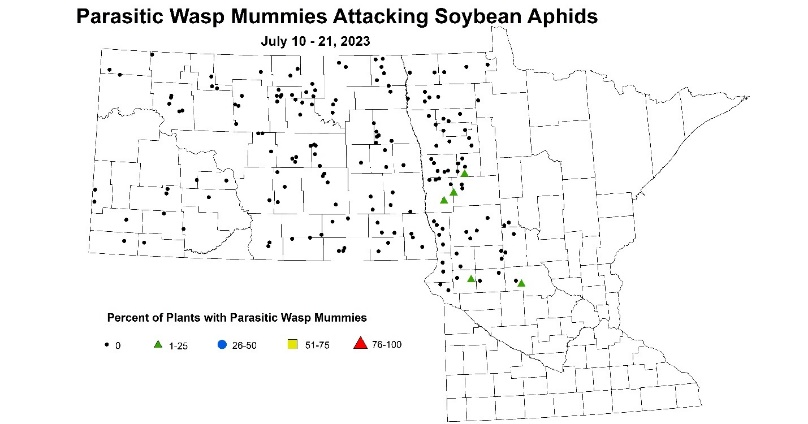 Parasitic Wasp Mummies Attacking Soybean Aphids
July 10 - 21, 2023
Percent of Plants with Parasitic Wasp Mummies
0 1-25 26-50 51-75 76-100